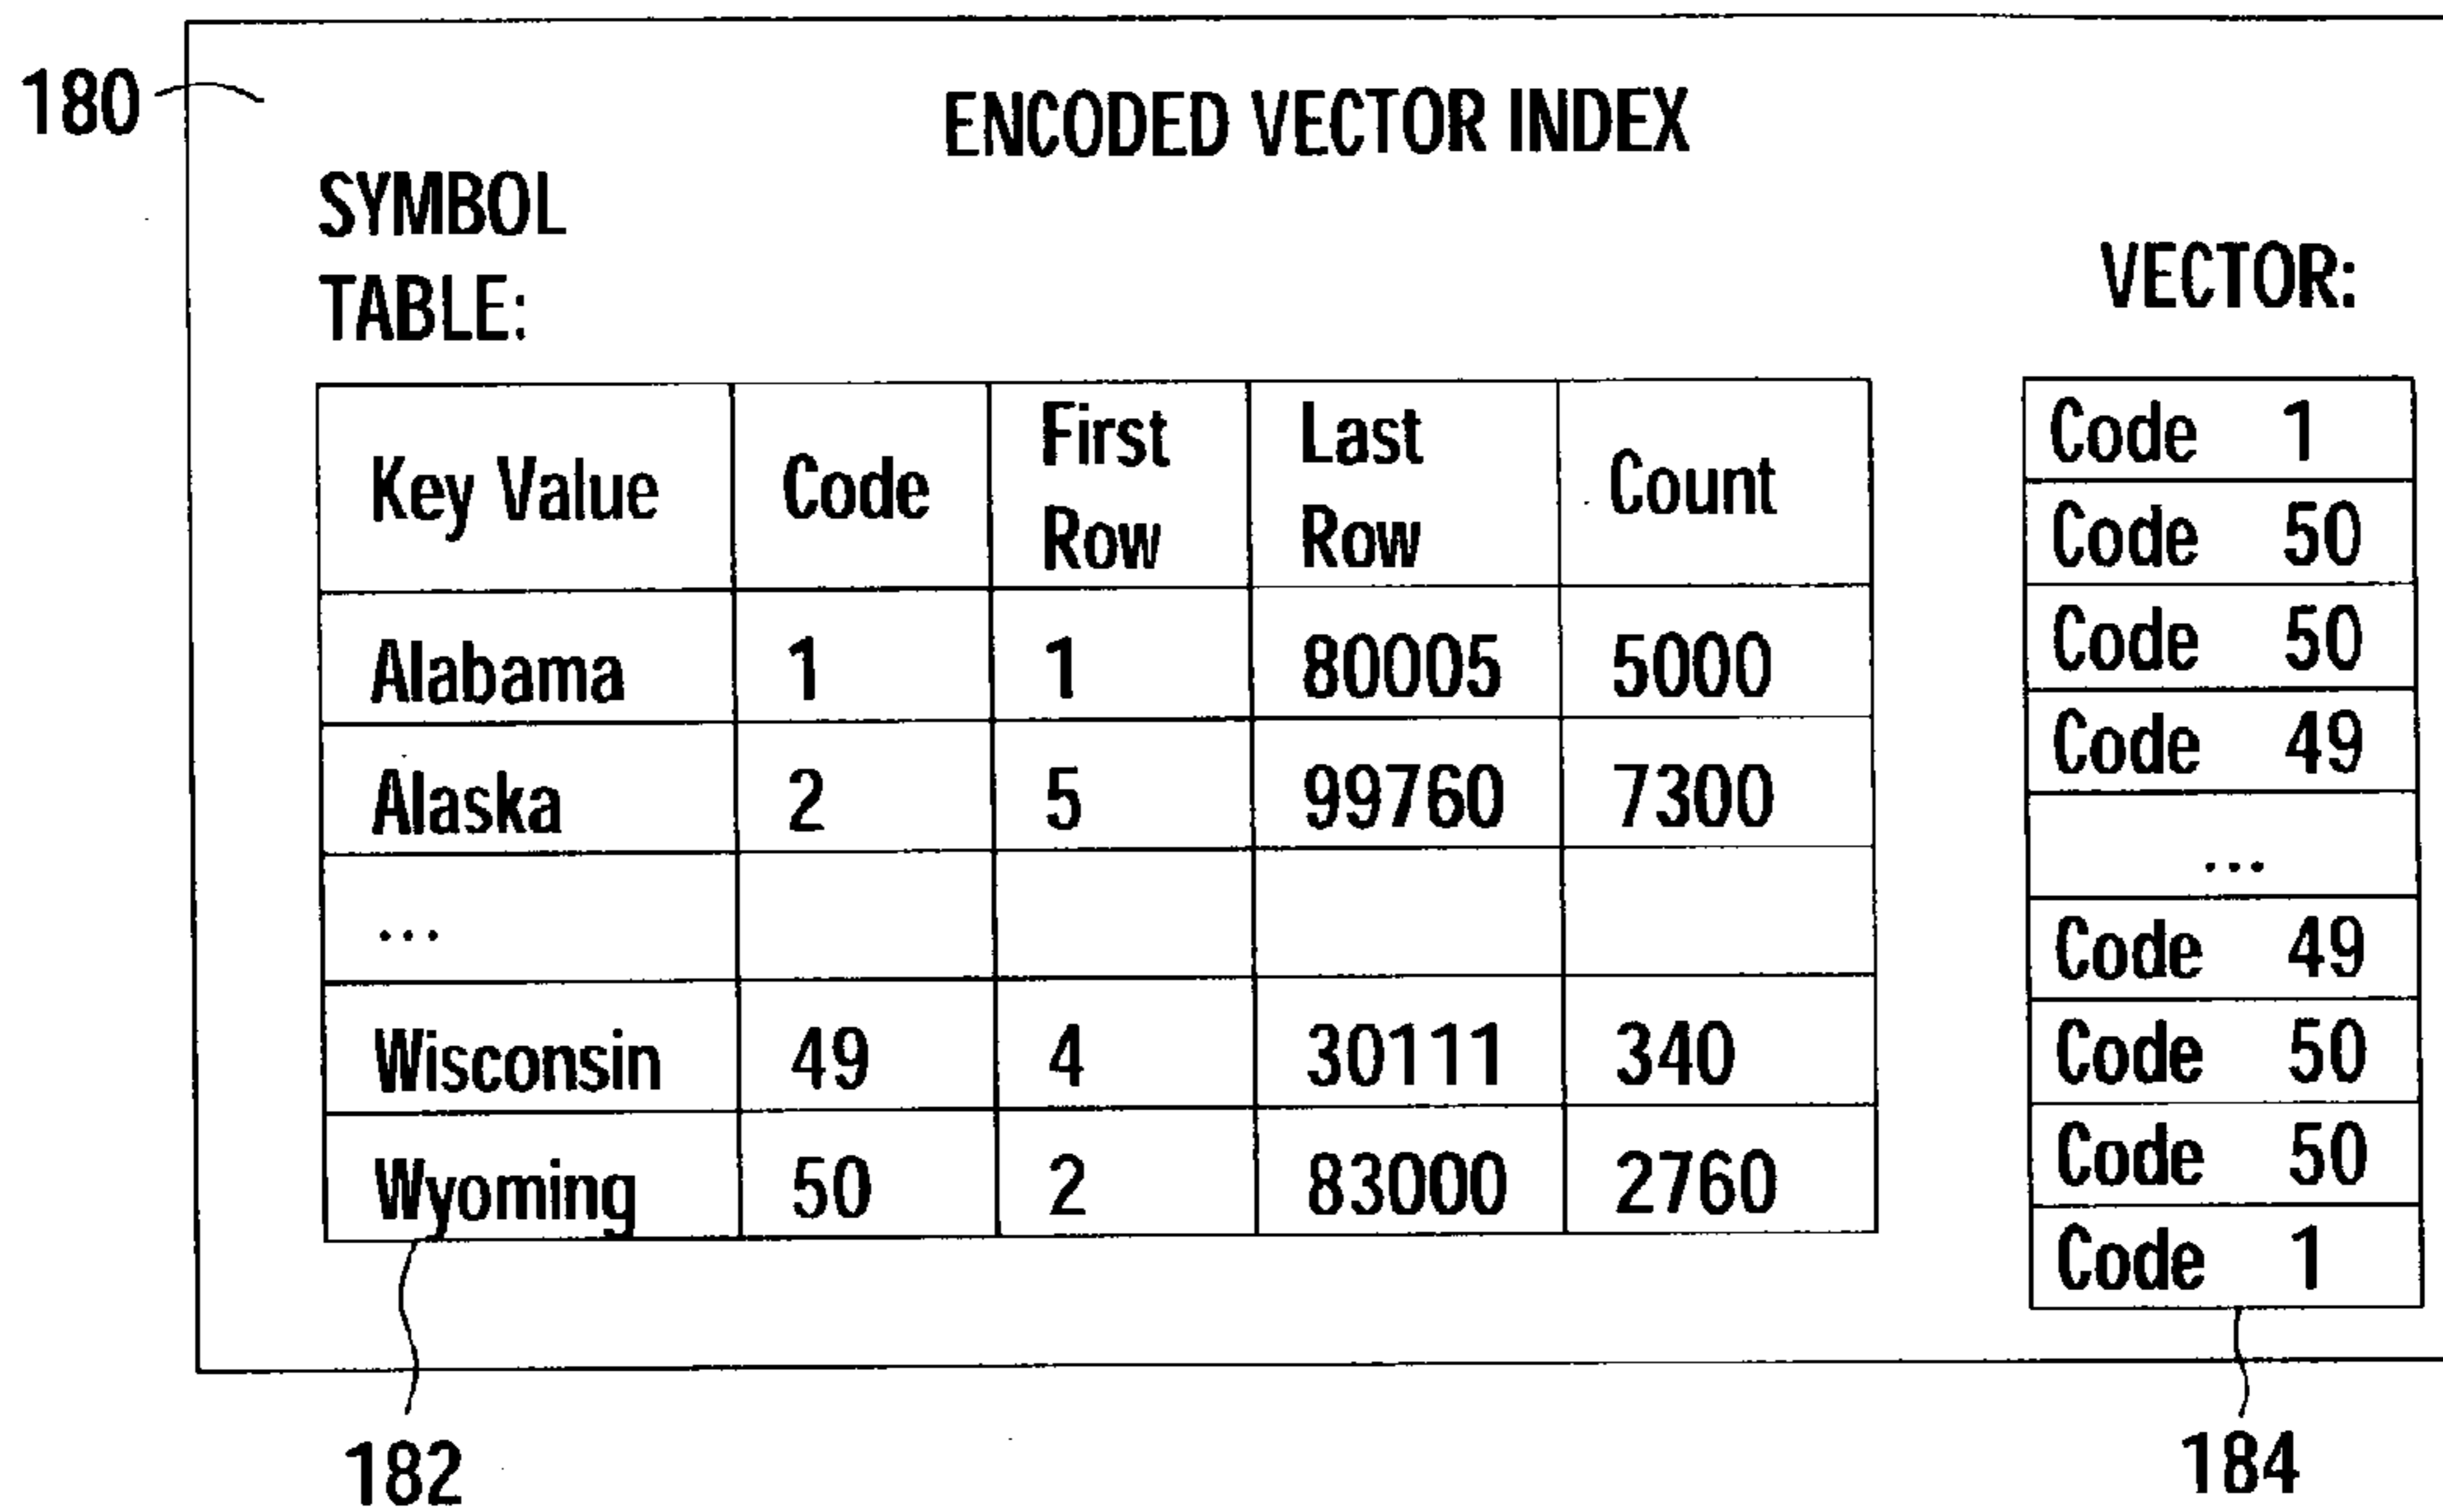 180
ENCODED VECTOR INDEX
SYMBOL
TABLE:
Key Value Code First Row Last Row Count
Alabama 1 1 80005 5000
Alaska 2 5 99760 7300
...
Wisconsin 49 4 30111 340
Wyoming 50 2 83000 2760
182
VECTOR:
Code 1
Code 50
Code 50
Code 49
...
Code 49
Code 50
Code 50
Code 1
184